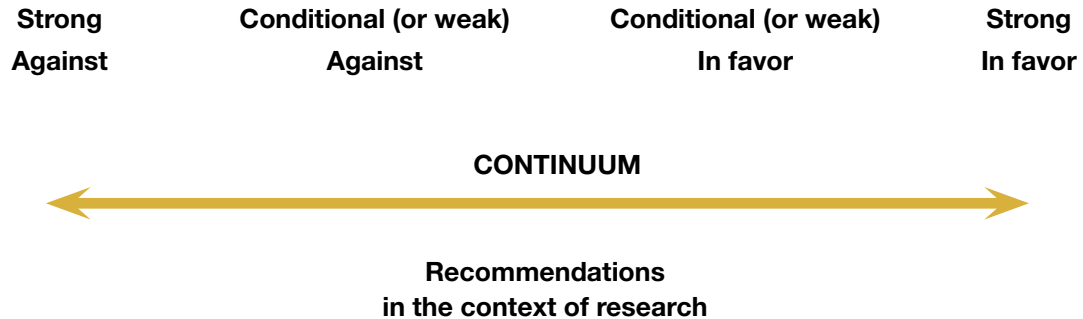 Strong Conditional (or weak) Conditional (or weak) Strong
Against Against In favor In favor
CONTINUUM
Recommendations
in the context of research